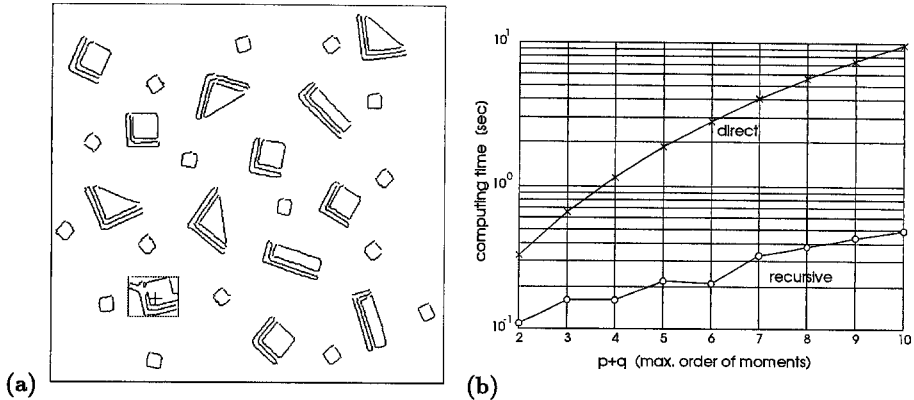 (a)
(b)
computing time (sec)
10^1
10^0
10^-1
direct
recursive
2 3 4 5 6 7 8 9 10
p+q (max. order of moments)